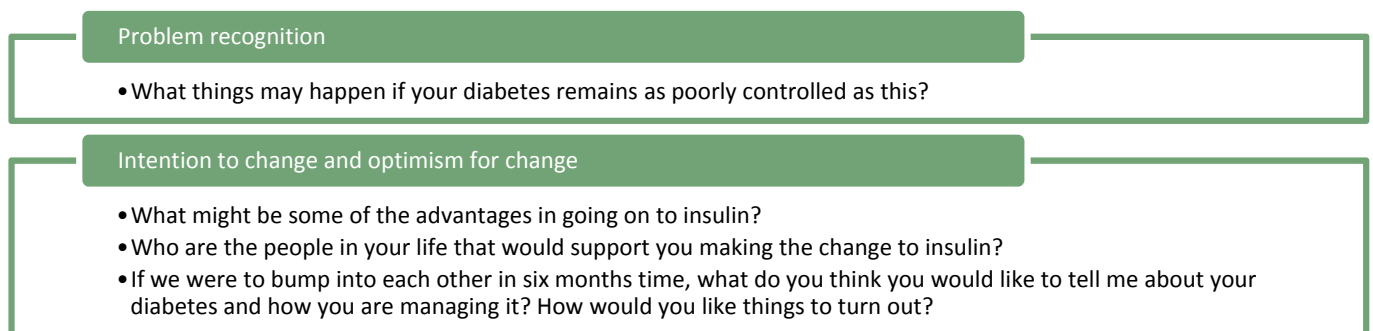 Problem recognition
•What things may happen if your diabetes remains as poorly controlled as this?
Intention to change and optimism for change
•What might be some of the advantages in going on to insulin?
•Who are the people in your life that would support you making the change to insulin?
•If we were to bump into each other in six months time, what do you think you would like to tell me about your
diabetes and how you are managing it? How would you like things to turn out?